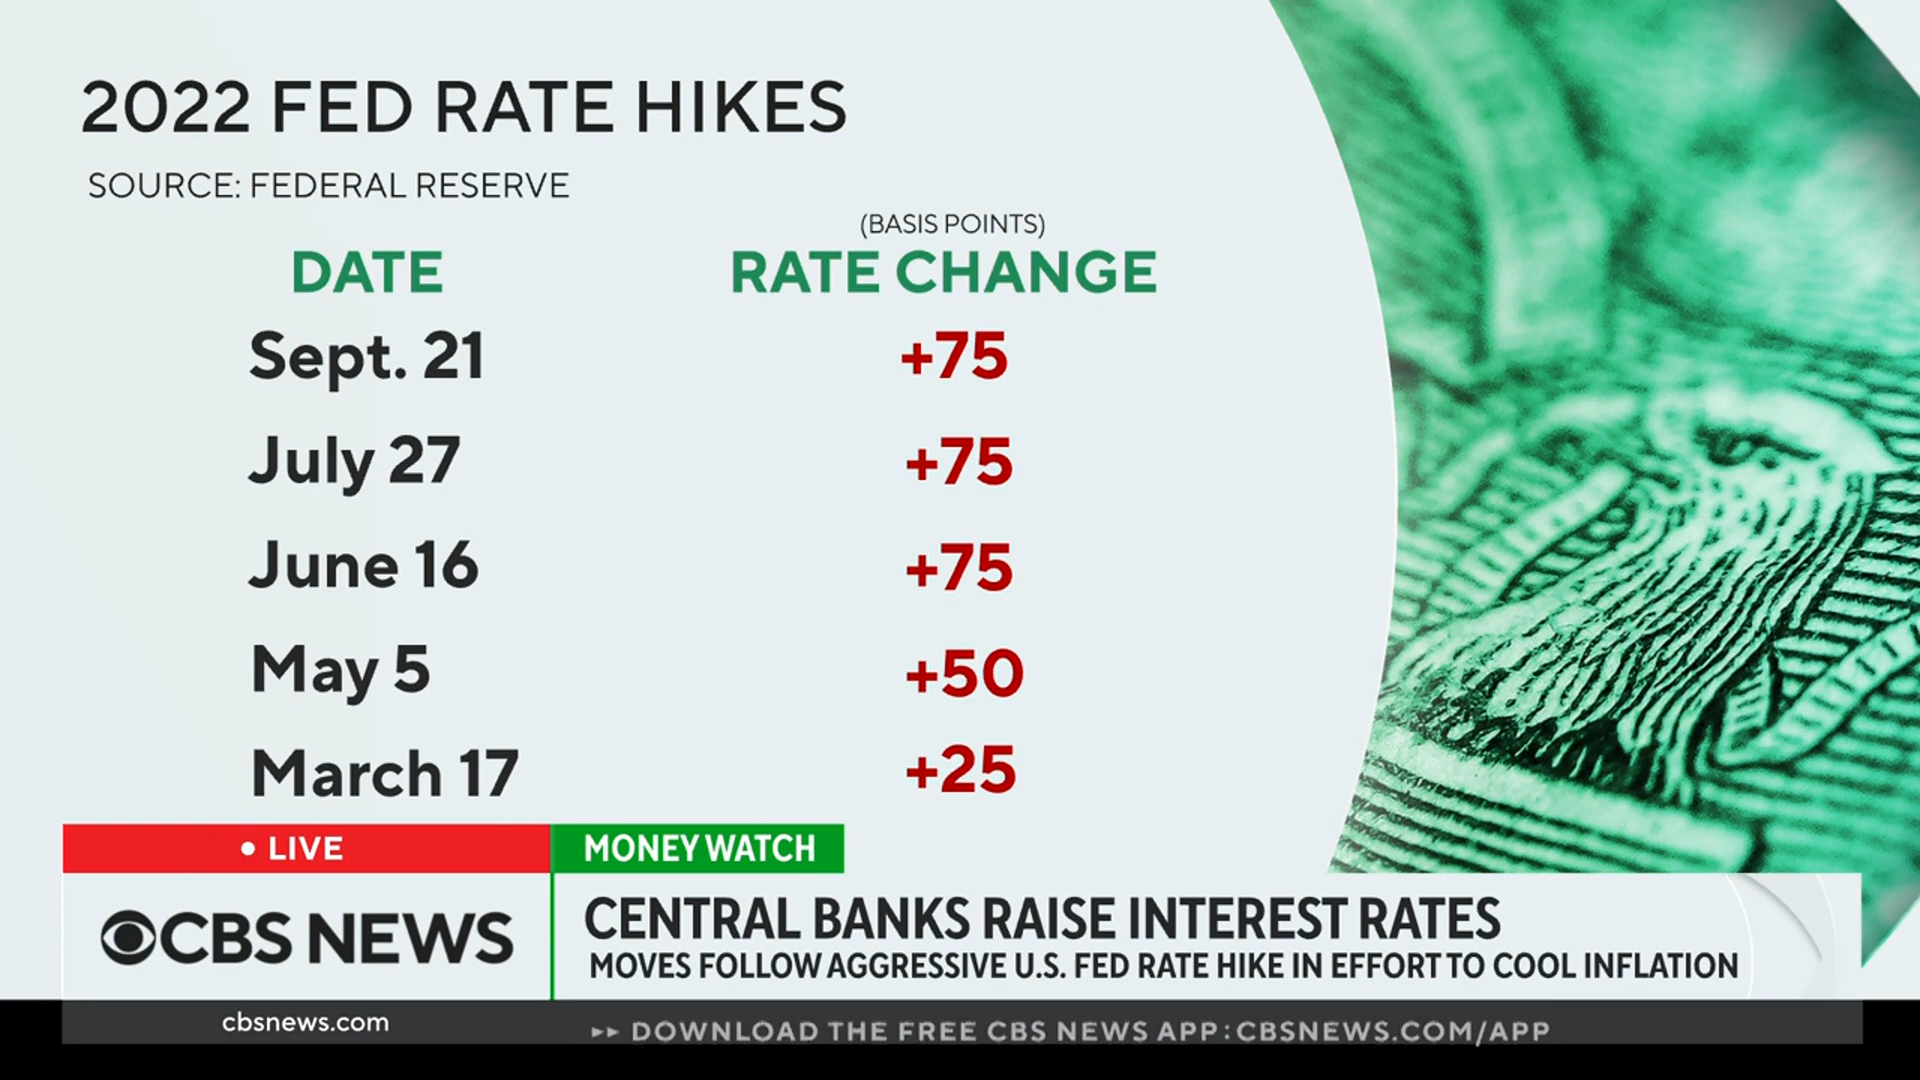 2022 FED RATE HIKES
SOURCE: FEDERAL RESERVE
(BASIS POINTS)
DATE RATE CHANGE
Sept. 21 +75
July 27 +75
June 16 +75
May 5 +50
March 17 +25
• LIVE MONEY WATCH
CBS NEWS
CENTRAL BANKS RAISE INTEREST RATES
MOVES FOLLOW AGGRESSIVE U.S. FED RATE HIKE IN EFFORT TO COOL INFLATION
cbsnews.com
DOWNLOAD THE FREE CBS NEWS APP: CBSNEWS.COM/APP